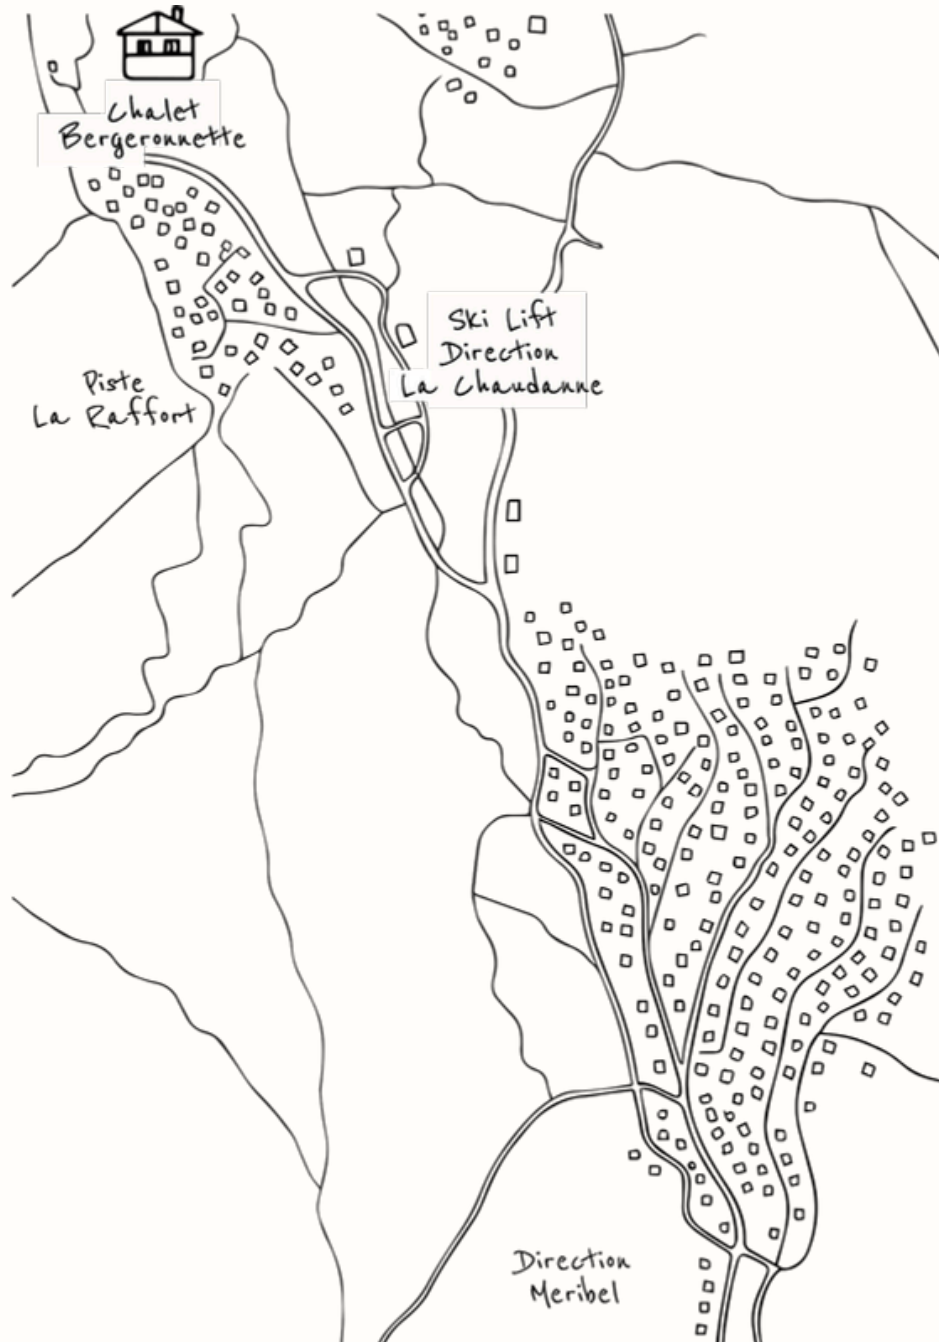 Chalet
Bergeronnette
Ski Lift
Direction
La Chaudanne
Piste
La Raffort
Direction
Meribel